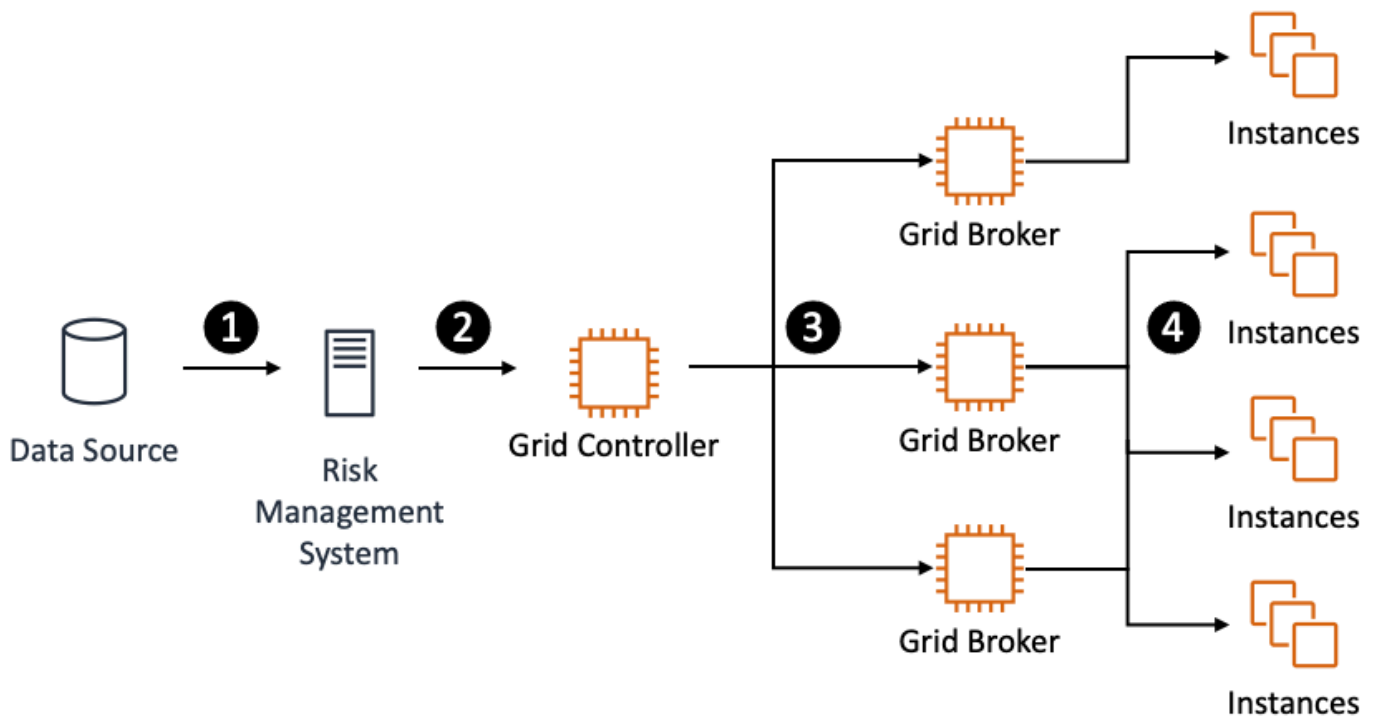 Instances
Grid Broker
Instances
1
2
3
4
Data Source
Risk
Management
System
Grid Controller
Grid Broker
Instances
Grid Broker
Instances